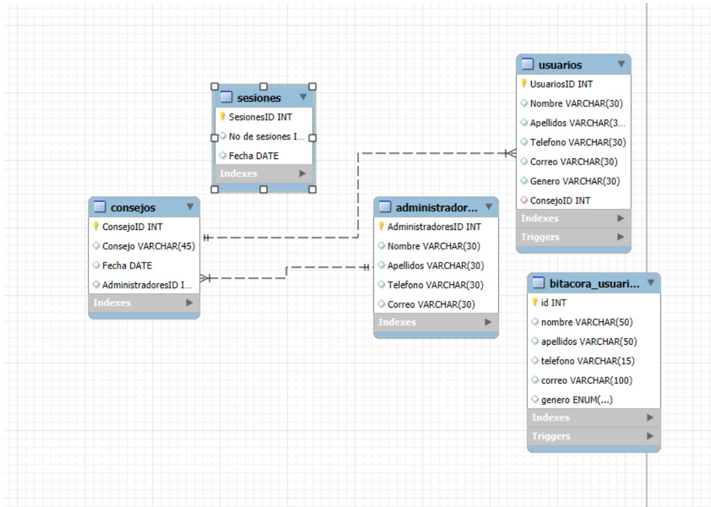 sesiones
SesionesID INT
No de sesiones I...
Fecha DATE
Indexes
usuarios
UsuariosID INT
Nombre VARCHAR(30)
Apellidos VARCHAR(3...
Telefono VARCHAR(30)
Correo VARCHAR(30)
Genero VARCHAR(30)
ConsejoID INT
Indexes
Triggers
consejos
ConsejoID INT
Consejo VARCHAR(45)
Fecha DATE
AdministradoresID I...
Indexes
administrador...
AdministradoresID INT
Nombre VARCHAR(30)
Apellidos VARCHAR(30)
Telefono VARCHAR(30)
Correo VARCHAR(30)
Indexes
bitacora_usuari...
id INT
nombre VARCHAR(50)
apellidos VARCHAR(50)
telefono VARCHAR(15)
correo VARCHAR(100)
genero ENUM(...)
Indexes
Triggers